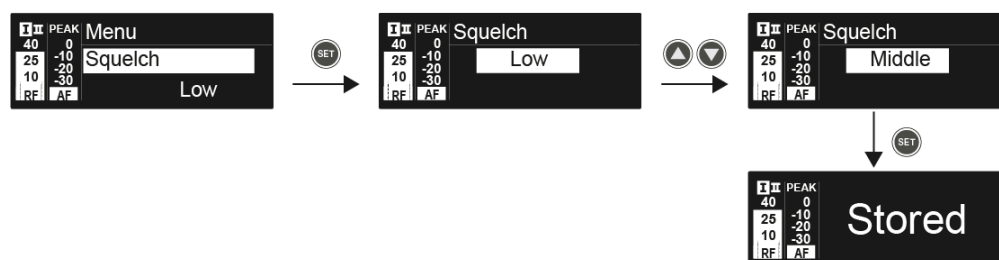 I II PEAK Menu
40 0
25 -10 Squelch
-20
10 -30 Low
RF AF
SET
I II PEAK Squelch
40 0
25 -10 Low
-20
10 -30
RF AF
I II PEAK Squelch
40 0
25 -10 Middle
-20
10 -30
RF AF
SET
I II PEAK
40 0
25 -10 Stored
-20
10 -30
RF AF